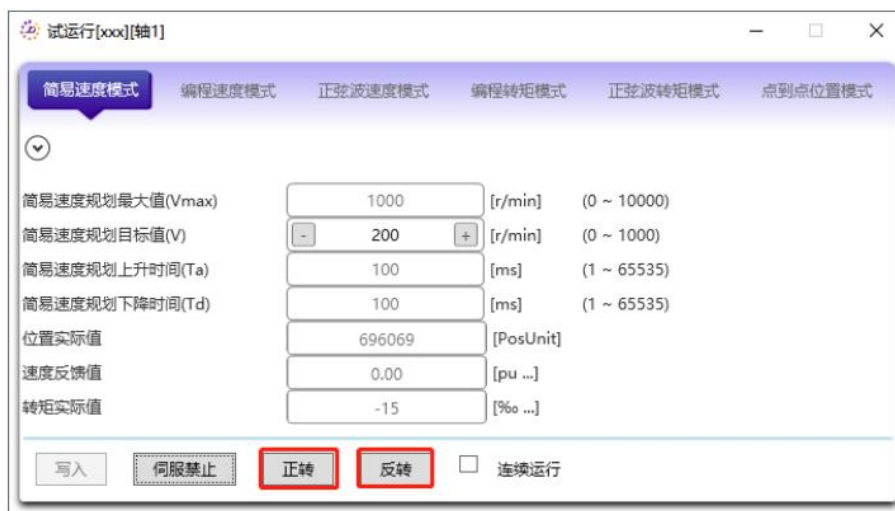 试运行[xxx][轴1]
简易速度模式 编程速度模式 正弦波速度模式 编程转矩模式 正弦波转矩模式 点到点位置模式
简易速度规划最大值(Vmax) 1000 [r/min] (0 ~ 10000)
简易速度规划目标值(V) - 200 + [r/min] (0 ~ 1000)
简易速度规划上升时间(Ta) 100 [ms] (1 ~ 65535)
简易速度规划下降时间(Td) 100 [ms] (1 ~ 65535)
位置实际值 696069 [PosUnit]
速度反馈值 0.00 [pu ...]
转矩实际值 -15 [‰ ...]
写入 伺服禁止 正转 反转 连续运行